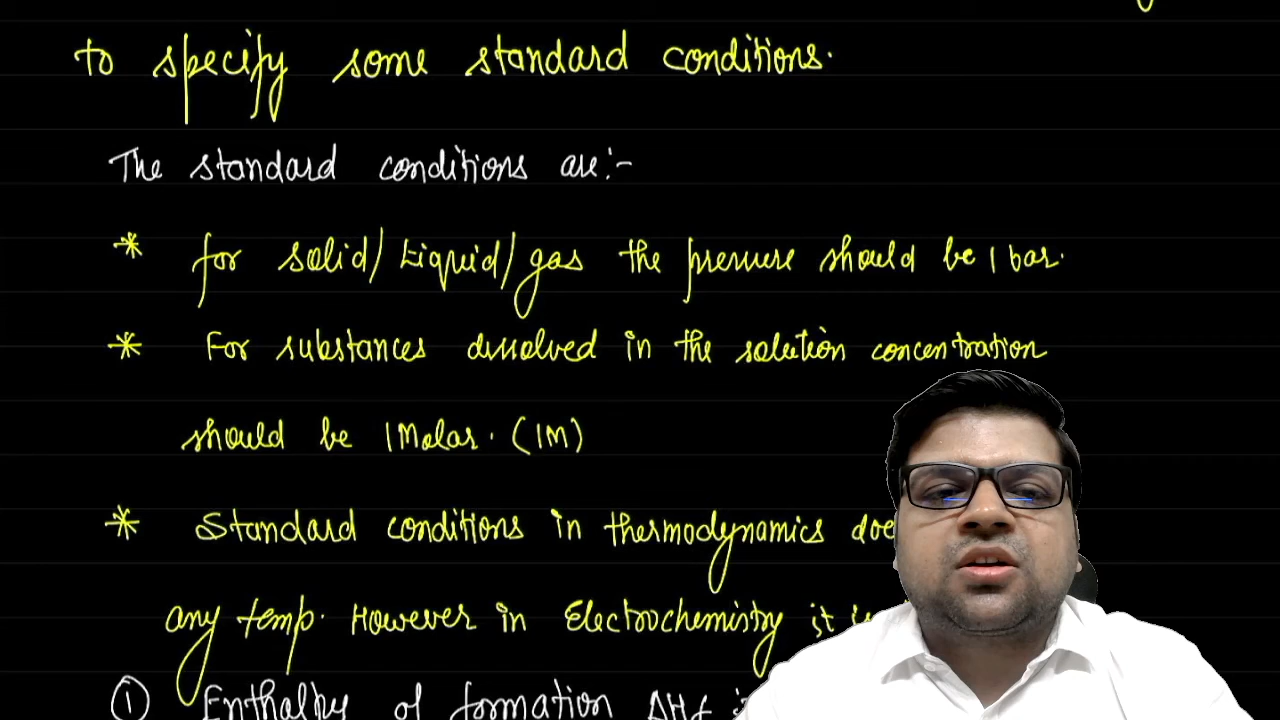 to specify some standard conditions.
The standard conditions are:-
* for solid/Liquid/gas the pressure should be 1 bar.
* For substances dissolved in the solution concentration
should be 1 Molar. (1M)
* Standard conditions in thermodynamics doe
any temp. However in Electrochemistry it is
① Enthalpy of formation ΔHf